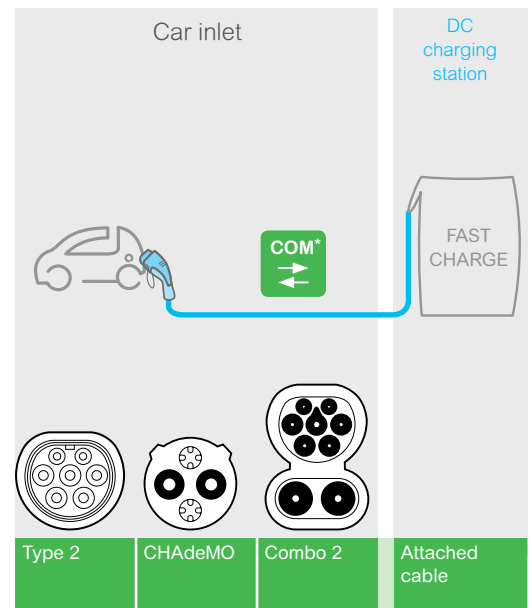 Car inlet
DC
charging
station
COM*
FAST
CHARGE
Type 2
CHAdeMO
Combo 2
Attached
cable